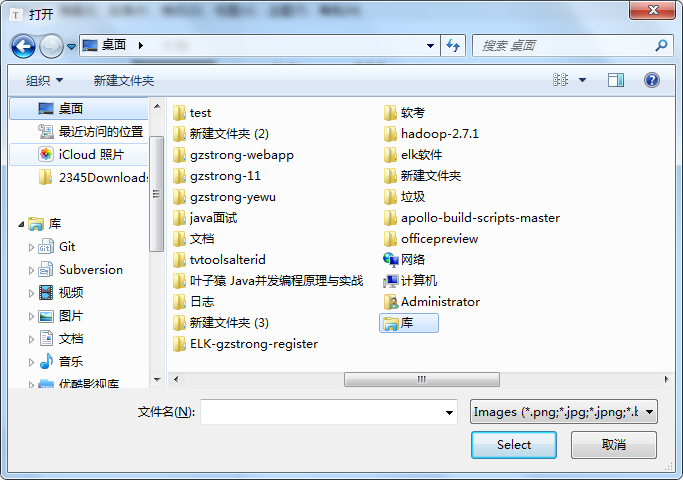 打开
桌面
搜索 桌面
组织
新建文件夹
桌面
最近访问的位置
iCloud 照片
2345Downloads
库
Git
Subversion
视频
图片
文档
音乐
优酷影视库
test
新建文件夹 (2)
gzstrong-webapp
gzstrong-11
gzstrong-yewu
java面试
文档
tvtoolsalterid
叶子猿 Java并发编程原理与实战
日志
新建文件夹 (3)
ELK-gzstrong-register
软考
hadoop-2.7.1
elk软件
新建文件夹
垃圾
apollo-build-scripts-master
officepreview
网络
计算机
Administrator
库
文件名(N):
Images (*.png;*.jpg;*.jpng;*.b
Select
取消